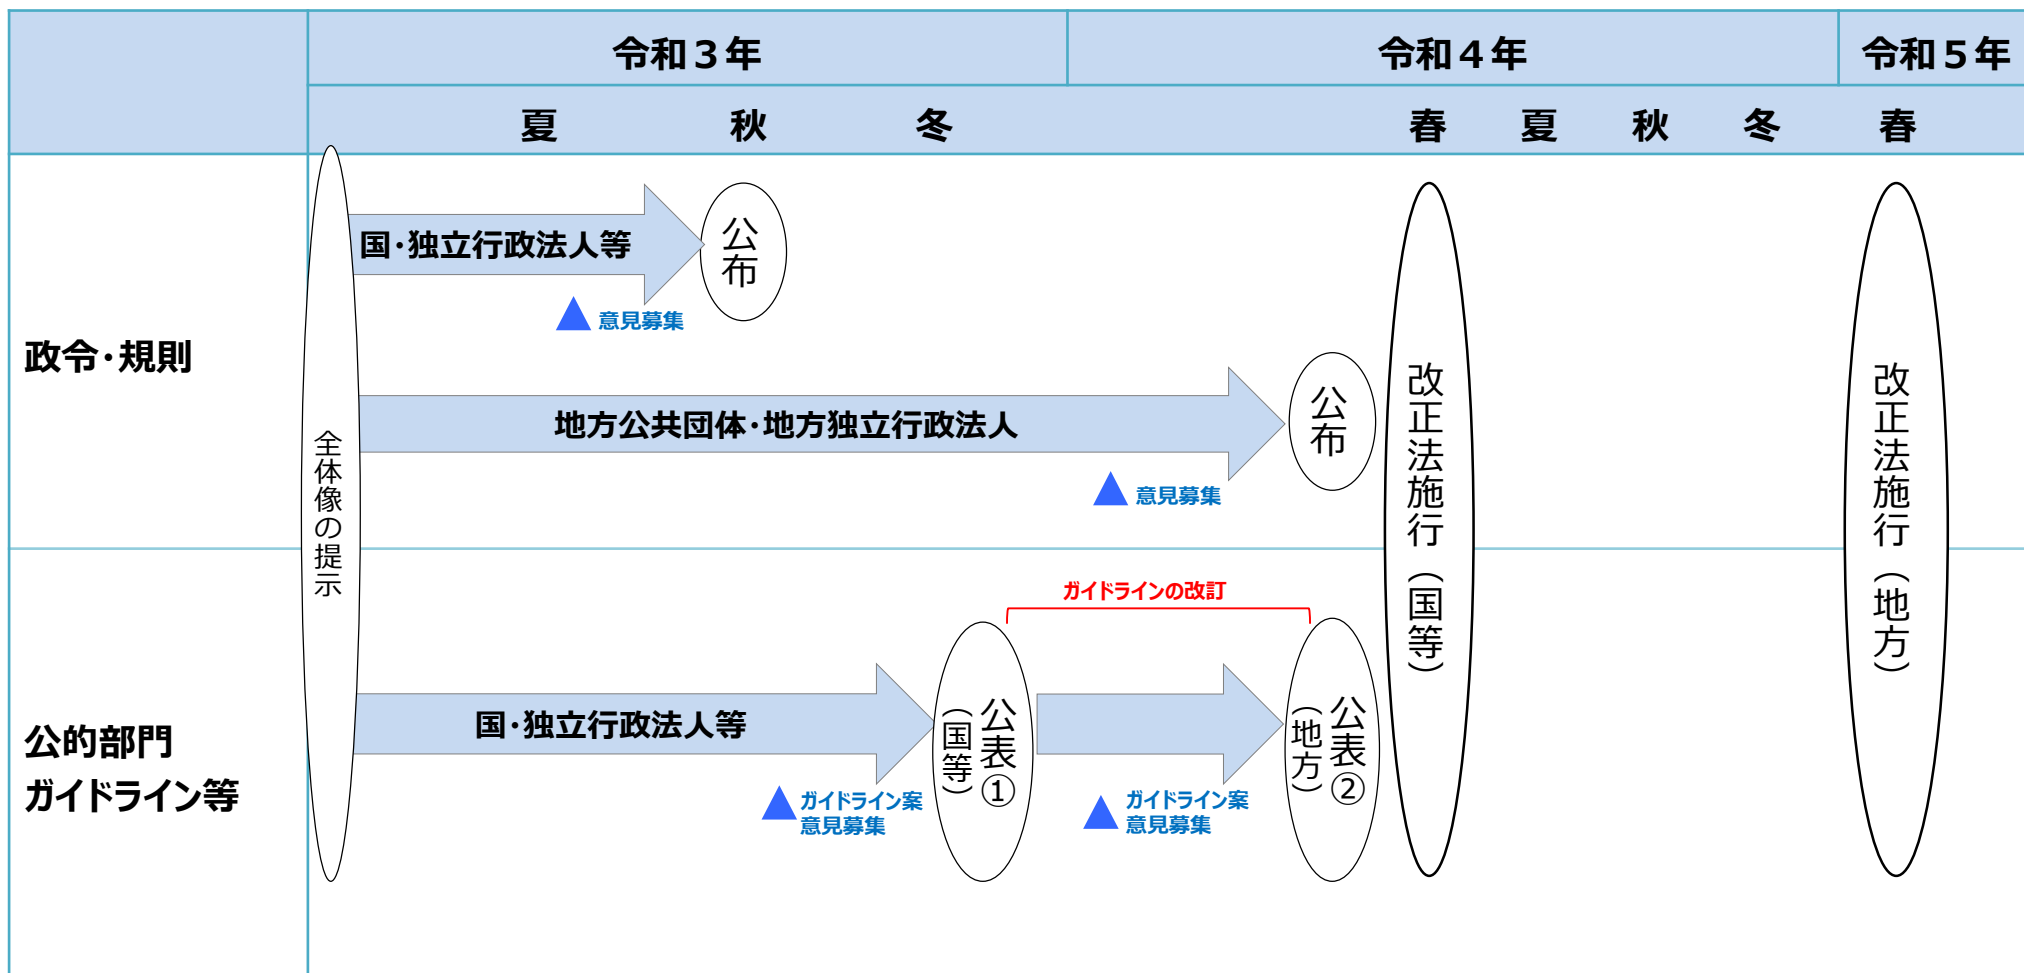 令和３年
令和４年
令和５年
夏 秋 冬 春 夏 秋 冬 春
政令・規則
全体像の提示
国・独立行政法人等
公布
意見募集
地方公共団体・地方独立行政法人
公布
意見募集
改正法施行（国等）
改正法施行（地方）
公的部門
ガイドライン等
ガイドラインの改訂
国・独立行政法人等
公表①
（国等）
公表②
（地方）
ガイドライン案
意見募集
ガイドライン案
意見募集